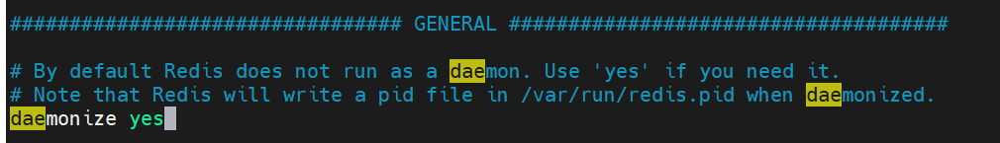 ################################# GENERAL #####################################
# By default Redis does not run as a daemon. Use 'yes' if you need it.
# Note that Redis will write a pid file in /var/run/redis.pid when daemonized.
daemonize yes